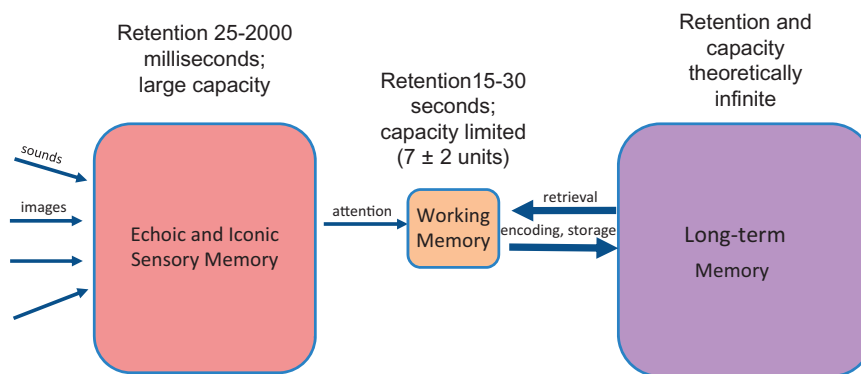 Retention 25-2000
milliseconds;
large capacity
Retention15-30
seconds;
capacity limited
(7 ± 2 units)
Retention and
capacity
theoretically
infinite
sounds
images
Echoic and Iconic
Sensory Memory
attention
Working
Memory
retrieval
encoding, storage
Long-term
Memory